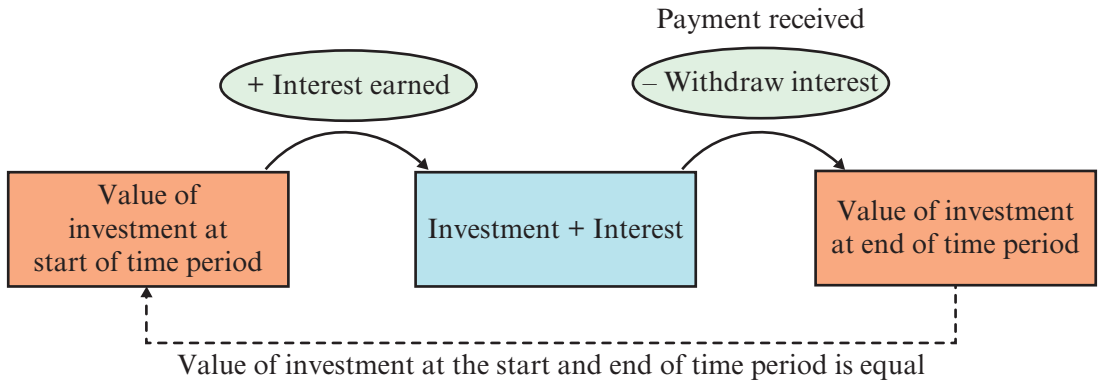 Payment received
+ Interest earned
– Withdraw interest
Value of
investment at
start of time period
Investment + Interest
Value of investment
at end of time period
Value of investment at the start and end of time period is equal